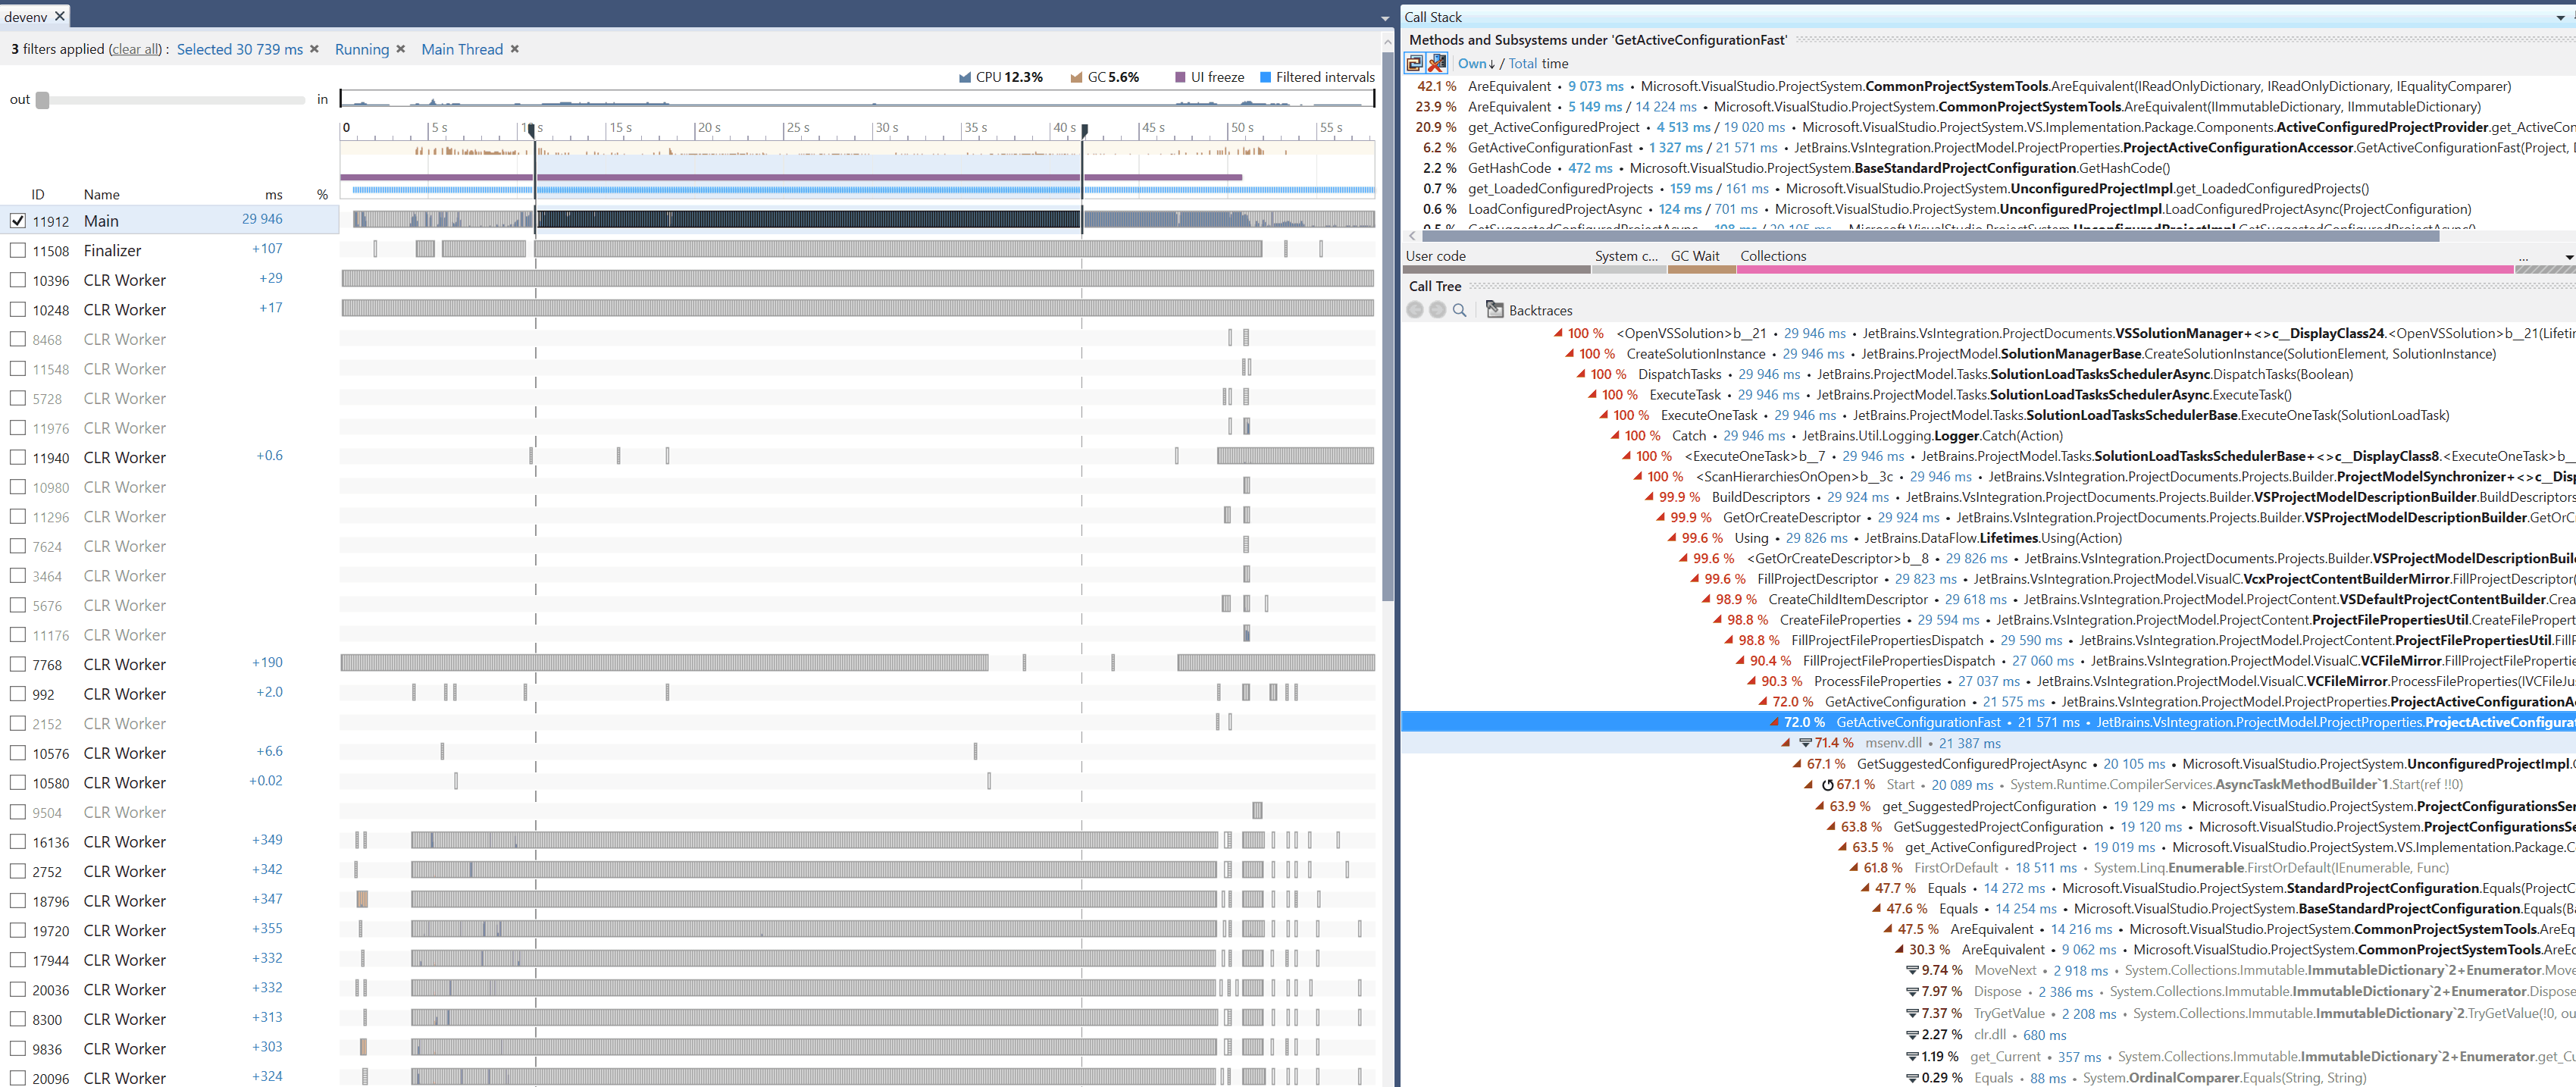 devenv
3 filters applied (clear all) : Selected 30 739 ms Running Main Thread
CPU 12.3% GC 5.6% UI freeze Filtered intervals
out in
0 5 s 15 s 20 s 25 s 30 s 35 s 40 s 45 s 50 s 55 s
ID Name ms %
11912 Main 29 946
11508 Finalizer +107
10396 CLR Worker +29
10248 CLR Worker +17
8468 CLR Worker
11548 CLR Worker
5728 CLR Worker
11976 CLR Worker
11940 CLR Worker +0.6
10980 CLR Worker
11296 CLR Worker
7624 CLR Worker
3464 CLR Worker
5676 CLR Worker
11176 CLR Worker
7768 CLR Worker +190
992 CLR Worker +2.0
2152 CLR Worker
10576 CLR Worker +6.6
10580 CLR Worker +0.02
9504 CLR Worker
16136 CLR Worker +349
2752 CLR Worker +342
18796 CLR Worker +347
19720 CLR Worker +355
17944 CLR Worker +332
20036 CLR Worker +332
8300 CLR Worker +313
9836 CLR Worker +303
20096 CLR Worker +324
Call Stack
Methods and Subsystems under 'GetActiveConfigurationFast'
Own↓ / Total time
42.1 % AreEquivalent • 9 073 ms • Microsoft.VisualStudio.ProjectSystem.CommonProjectSystemTools.AreEquivalent(IReadOnlyDictionary, IReadOnlyDictionary, IEqualityComparer)
23.9 % AreEquivalent • 5 149 ms / 14 224 ms • Microsoft.VisualStudio.ProjectSystem.CommonProjectSystemTools.AreEquivalent(IImmutableDictionary, IImmutableDictionary)
20.9 % get_ActiveConfiguredProject • 4 513 ms / 19 020 ms • Microsoft.VisualStudio.ProjectSystem.VS.Implementation.Package.Components.ActiveConfiguredProjectProvider.get_ActiveCon
6.2 % GetActiveConfigurationFast • 1 327 ms / 21 571 ms • JetBrains.VsIntegration.ProjectModel.ProjectProperties.ProjectActiveConfigurationAccessor.GetActiveConfigurationFast(Project,
2.2 % GetHashCode • 472 ms • Microsoft.VisualStudio.ProjectSystem.BaseStandardProjectConfiguration.GetHashCode()
0.7 % get_LoadedConfiguredProjects • 159 ms / 161 ms • Microsoft.VisualStudio.ProjectSystem.UnconfiguredProjectImpl.get_LoadedConfiguredProjects()
0.6 % LoadConfiguredProjectAsync • 124 ms / 701 ms • Microsoft.VisualStudio.ProjectSystem.UnconfiguredProjectImpl.LoadConfiguredProjectAsync(ProjectConfiguration)
0.5 % GetSuggestedConfiguredProjectAsync • 108 ms / 20 105 ms • Microsoft.VisualStudio.ProjectSystem.UnconfiguredProjectImpl.GetSuggestedConfiguredProjectAsync()
User code System c... GC Wait Collections ...
Call Tree
Backtraces
100 % <OpenVSSolution>b__21 • 29 946 ms • JetBrains.VsIntegration.ProjectDocuments.VSSolutionManager+<>c__DisplayClass24.<OpenVSSolution>b__21(Lifeti
100 % CreateSolutionInstance • 29 946 ms • JetBrains.ProjectModel.SolutionManagerBase.CreateSolutionInstance(SolutionElement, SolutionInstance)
100 % DispatchTasks • 29 946 ms • JetBrains.ProjectModel.Tasks.SolutionLoadTasksSchedulerAsync.DispatchTasks(Boolean)
100 % ExecuteTask • 29 946 ms • JetBrains.ProjectModel.Tasks.SolutionLoadTasksSchedulerAsync.ExecuteTask()
100 % ExecuteOneTask • 29 946 ms • JetBrains.ProjectModel.Tasks.SolutionLoadTasksSchedulerBase.ExecuteOneTask(SolutionLoadTask)
100 % Catch • 29 946 ms • JetBrains.Util.Logging.Logger.Catch(Action)
100 % <ExecuteOneTask>b__7 • 29 946 ms • JetBrains.ProjectModel.Tasks.SolutionLoadTasksSchedulerBase+<>c__DisplayClass8.<ExecuteOneTask>b__
100 % <ScanHierarchiesOnOpen>b__3c • 29 946 ms • JetBrains.VsIntegration.ProjectDocuments.Projects.Builder.ProjectModelSynchronizer+<>c__Disp
99.9 % BuildDescriptors • 29 924 ms • JetBrains.VsIntegration.ProjectDocuments.Projects.Builder.VSProjectModelDescriptionBuilder.BuildDescriptors
99.9 % GetOrCreateDescriptor • 29 924 ms • JetBrains.VsIntegration.ProjectDocuments.Projects.Builder.VSProjectModelDescriptionBuilder.GetOrC
99.6 % Using • 29 826 ms • JetBrains.DataFlow.Lifetimes.Using(Action)
99.6 % <GetOrCreateDescriptor>b__8 • 29 826 ms • JetBrains.VsIntegration.ProjectDocuments.Projects.Builder.VSProjectModelDescriptionBuil
99.6 % FillProjectDescriptor • 29 823 ms • JetBrains.VsIntegration.ProjectModel.VisualC.VcxProjectContentBuilderMirror.FillProjectDescriptor(
98.9 % CreateChildItemDescriptor • 29 618 ms • JetBrains.VsIntegration.ProjectModel.ProjectContent.VSDefaultProjectContentBuilder.Crea
98.8 % CreateFileProperties • 29 594 ms • JetBrains.VsIntegration.ProjectModel.ProjectContent.ProjectFilePropertiesUtil.CreateFilePropert
98.8 % FillProjectFilePropertiesDispatch • 29 590 ms • JetBrains.VsIntegration.ProjectModel.ProjectContent.ProjectFilePropertiesUtil.FillF
90.4 % FillProjectFilePropertiesDispatch • 27 060 ms • JetBrains.VsIntegration.ProjectModel.VisualC.VCFileMirror.FillProjectFilePropertie
90.3 % ProcessFileProperties • 27 037 ms • JetBrains.VsIntegration.ProjectModel.VisualC.VCFileMirror.ProcessFileProperties(IVCFileJus
72.0 % GetActiveConfiguration • 21 575 ms • JetBrains.VsIntegration.ProjectModel.ProjectProperties.ProjectActiveConfigurationAc
72.0 % GetActiveConfigurationFast • 21 571 ms • JetBrains.VsIntegration.ProjectModel.ProjectProperties.ProjectActiveConfigura
71.4 % msenv.dll • 21 387 ms
67.1 % GetSuggestedConfiguredProjectAsync • 20 105 ms • Microsoft.VisualStudio.ProjectSystem.UnconfiguredProjectImpl.
67.1 % Start • 20 089 ms • System.Runtime.CompilerServices.AsyncTaskMethodBuilder`1.Start(ref !!0)
63.9 % get_SuggestedProjectConfiguration • 19 129 ms • Microsoft.VisualStudio.ProjectSystem.ProjectConfigurationsSer
63.8 % GetSuggestedProjectConfiguration • 19 120 ms • Microsoft.VisualStudio.ProjectSystem.ProjectConfigurationsSe
63.5 % get_ActiveConfiguredProject • 19 019 ms • Microsoft.VisualStudio.ProjectSystem.VS.Implementation.Package.C
61.8 % FirstOrDefault • 18 511 ms • System.Linq.Enumerable.FirstOrDefault(IEnumerable, Func)
47.7 % Equals • 14 272 ms • Microsoft.VisualStudio.ProjectSystem.StandardProjectConfiguration.Equals(ProjectC
47.6 % Equals • 14 254 ms • Microsoft.VisualStudio.ProjectSystem.BaseStandardProjectConfiguration.Equals(Ba
47.5 % AreEquivalent • 14 216 ms • Microsoft.VisualStudio.ProjectSystem.CommonProjectSystemTools.AreEq
30.3 % AreEquivalent • 9 062 ms • Microsoft.VisualStudio.ProjectSystem.CommonProjectSystemTools.AreE
9.74 % MoveNext • 2 918 ms • System.Collections.Immutable.ImmutableDictionary`2+Enumerator.Move
7.97 % Dispose • 2 386 ms • System.Collections.Immutable.ImmutableDictionary`2+Enumerator.Dispose
7.37 % TryGetValue • 2 208 ms • System.Collections.Immutable.ImmutableDictionary`2.TryGetValue(!0, ou
2.27 % clr.dll • 680 ms
1.19 % get_Current • 357 ms • System.Collections.Immutable.ImmutableDictionary`2+Enumerator.get_C
0.29 % Equals • 88 ms • System.OrdinalComparer.Equals(String, String)